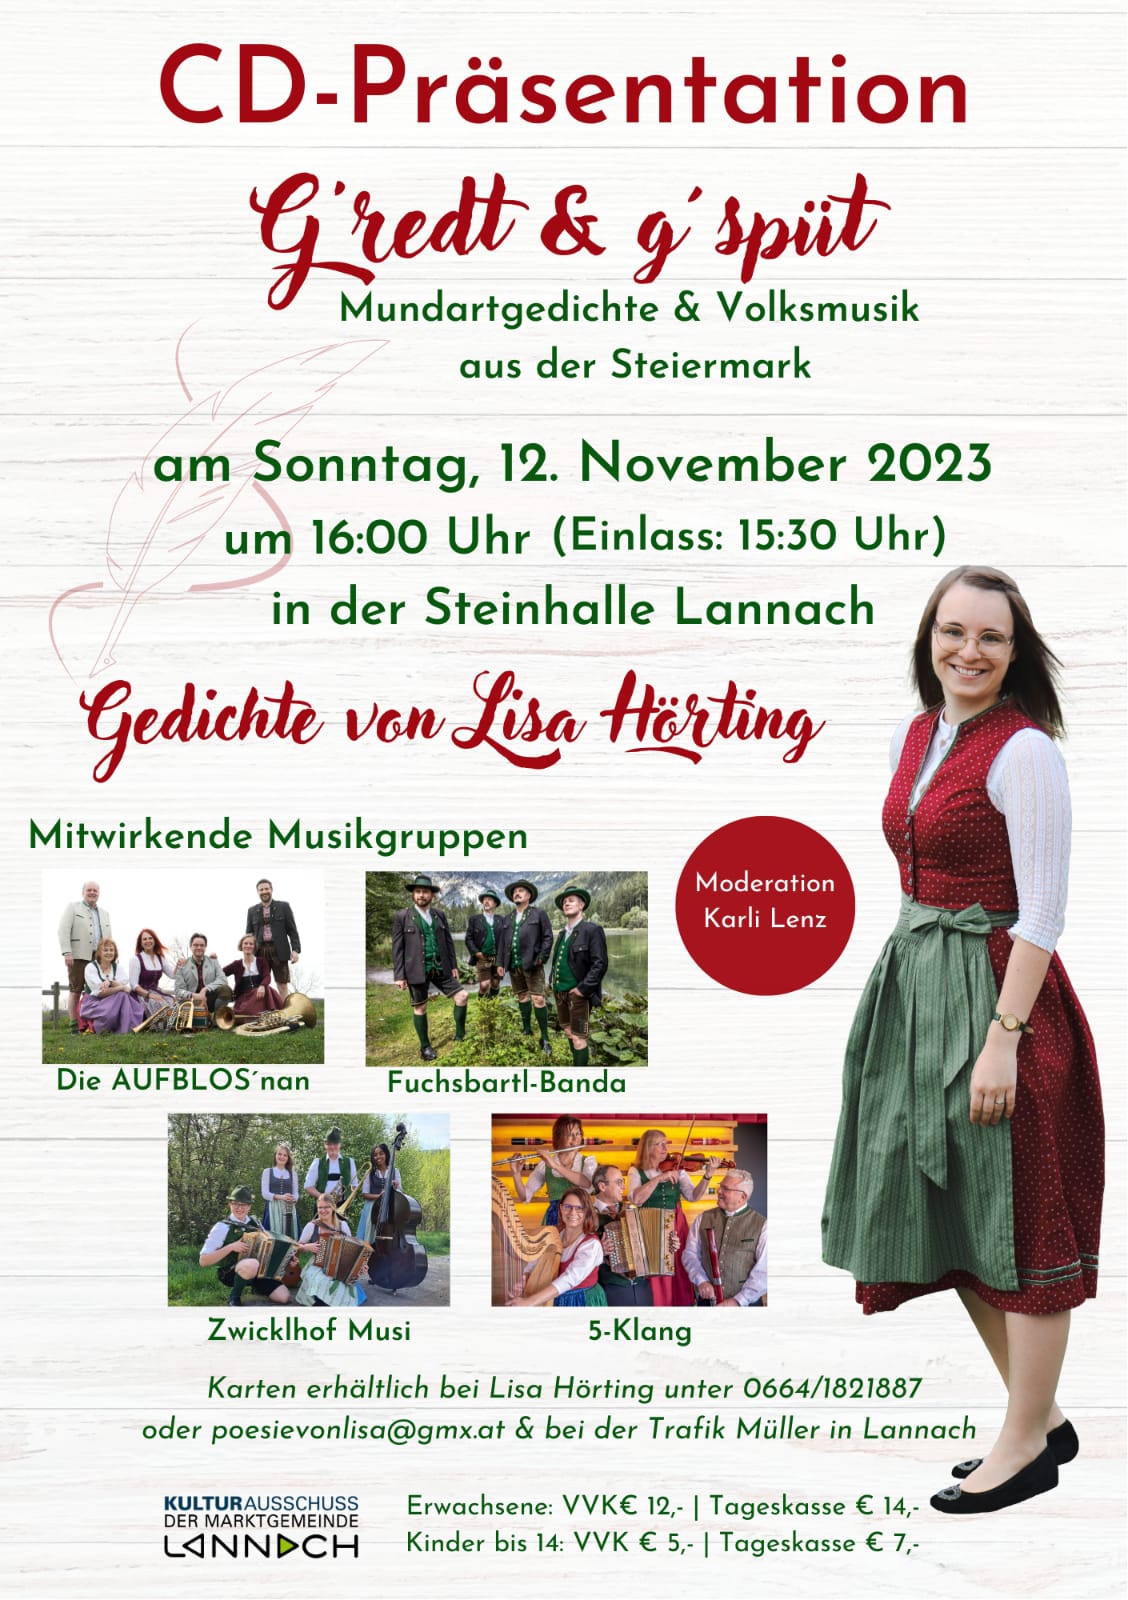 CD-Präsentation
G'redt & g'spüt
Mundartgedichte & Volksmusik
aus der Steiermark
am Sonntag, 12. November 2023
um 16:00 Uhr (Einlass: 15:30 Uhr)
in der Steinhalle Lannach
Gedichte von Lisa Hörting
Mitwirkende Musikgruppen
Moderation
Karli Lenz
Die AUFBLOS´nan
Fuchsbartl-Banda
Zwicklhof Musi
5-Klang
Karten erhältlich bei Lisa Hörting unter 0664/1821887
oder poesievonlisa@gmx.at & bei der Trafik Müller in Lannach
KULTURAUSSCHUSS
DER MARKTGEMEINDE
LANNACH
Erwachsene: VVK€ 12,- | Tageskasse € 14,-
Kinder bis 14: VVK € 5,- | Tageskasse € 7,-